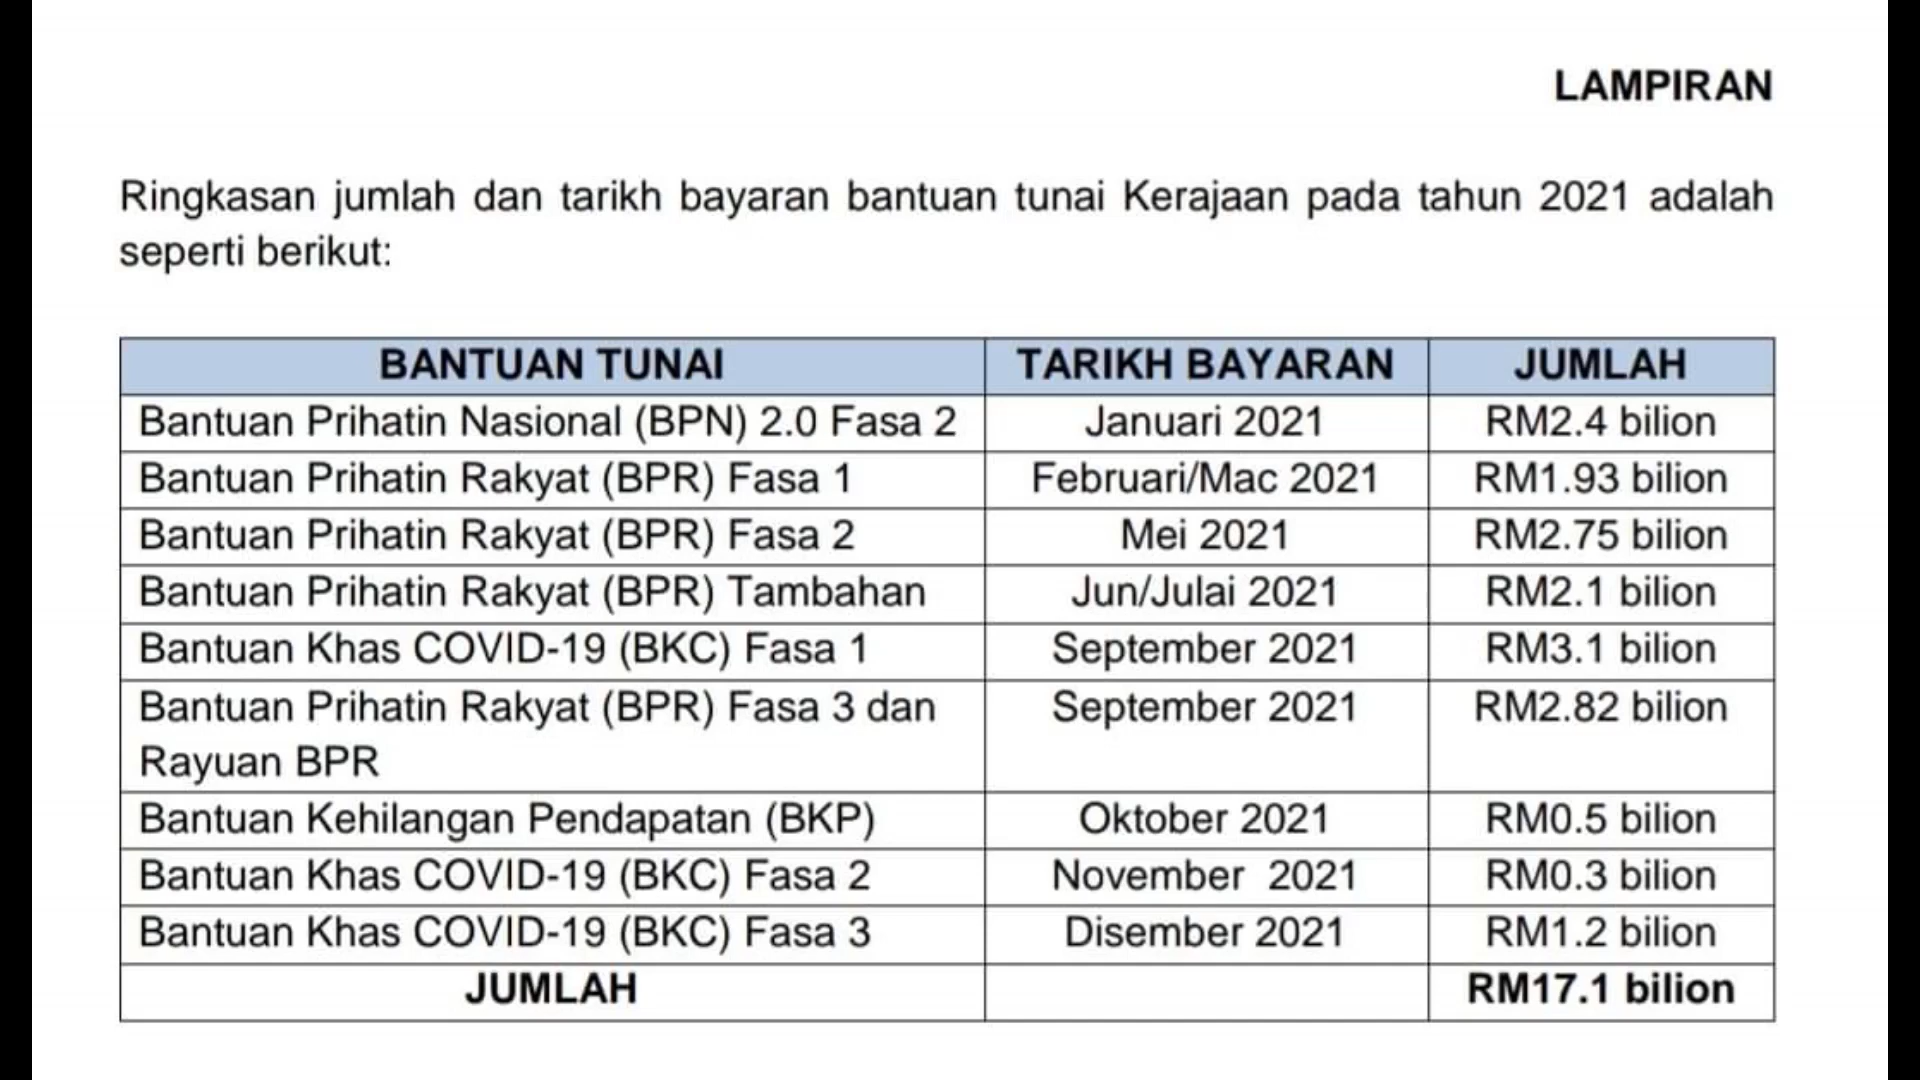 LAMPIRAN
Ringkasan jumlah dan tarikh bayaran bantuan tunai Kerajaan pada tahun 2021 adalah
seperti berikut:
BANTUAN TUNAI TARIKH BAYARAN JUMLAH
Bantuan Prihatin Nasional (BPN) 2.0 Fasa 2 Januari 2021 RM2.4 bilion
Bantuan Prihatin Rakyat (BPR) Fasa 1 Februari/Mac 2021 RM1.93 bilion
Bantuan Prihatin Rakyat (BPR) Fasa 2 Mei 2021 RM2.75 bilion
Bantuan Prihatin Rakyat (BPR) Tambahan Jun/Julai 2021 RM2.1 bilion
Bantuan Khas COVID-19 (BKC) Fasa 1 September 2021 RM3.1 bilion
Bantuan Prihatin Rakyat (BPR) Fasa 3 dan September 2021 RM2.82 bilion
Rayuan BPR
Bantuan Kehilangan Pendapatan (BKP) Oktober 2021 RM0.5 bilion
Bantuan Khas COVID-19 (BKC) Fasa 2 November 2021 RM0.3 bilion
Bantuan Khas COVID-19 (BKC) Fasa 3 Disember 2021 RM1.2 bilion
JUMLAH RM17.1 bilion